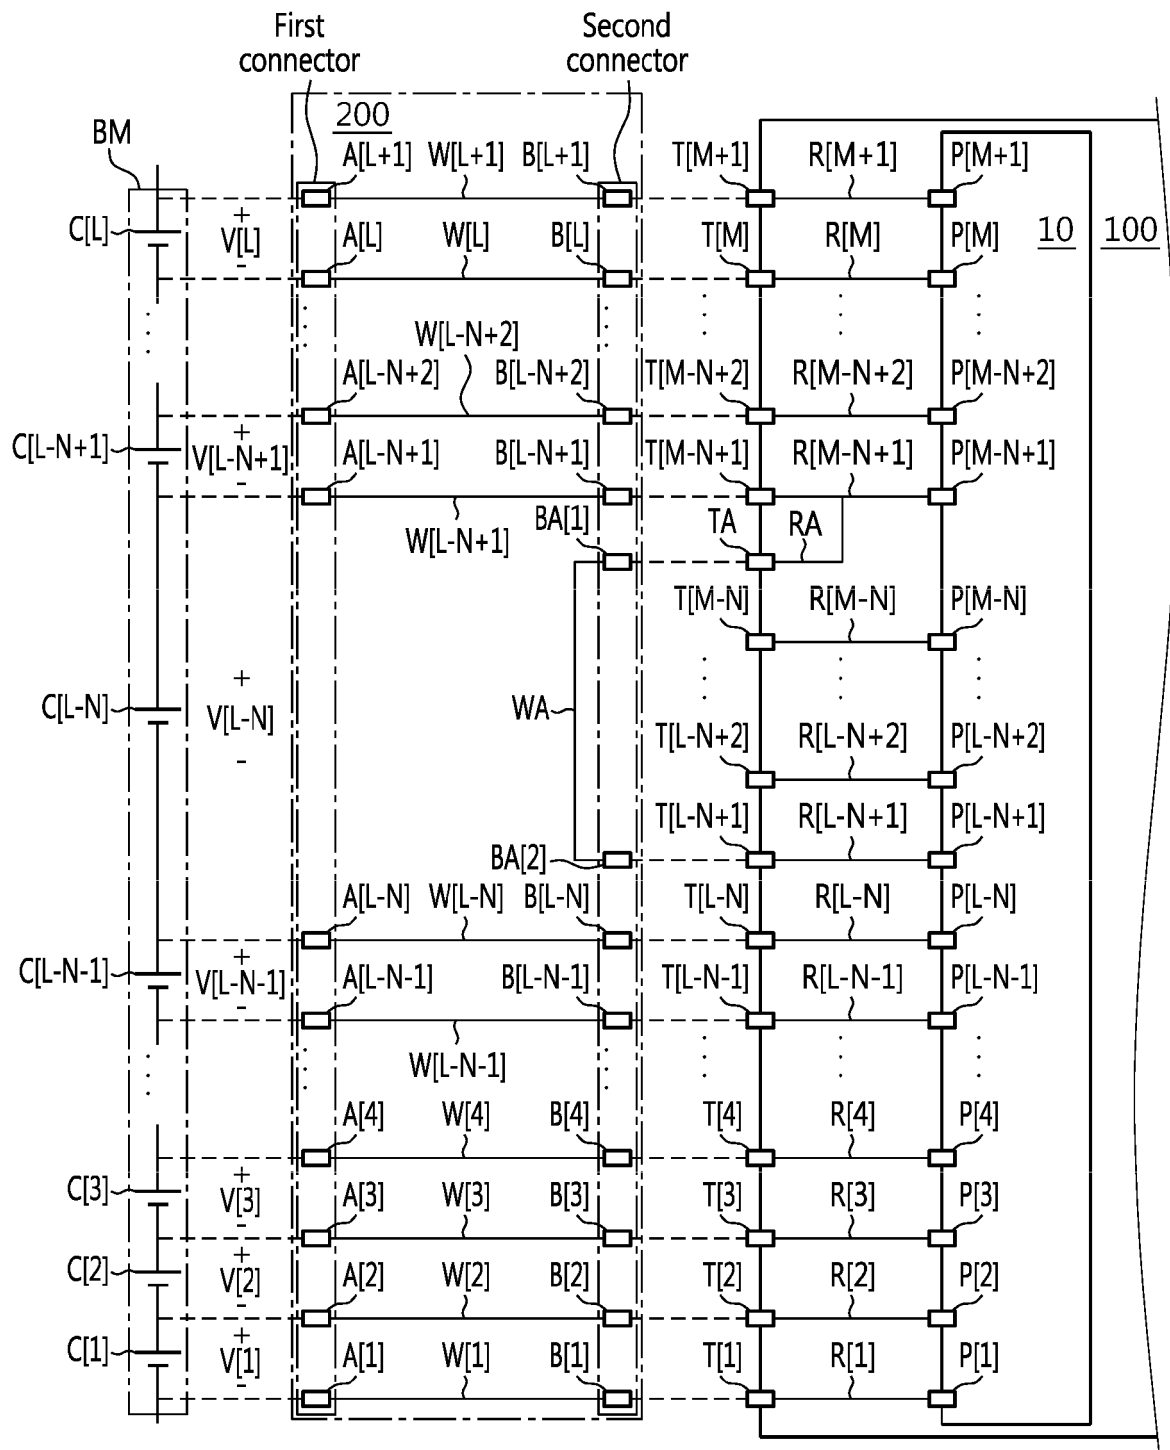 First connector
Second connector
200
BM
A[L+1] W[L+1] B[L+1] T[M+1] R[M+1] P[M+1]
C[L] + V[L] - A[L] W[L] B[L] T[M] R[M] P[M] 10 100
W[L-N+2]
A[L-N+2] B[L-N+2] T[M-N+2] R[M-N+2] P[M-N+2]
C[L-N+1] + V[L-N+1] - A[L-N+1] B[L-N+1] T[M-N+1] R[M-N+1] P[M-N+1]
W[L-N+1] BA[1] TA RA
T[M-N] R[M-N] P[M-N]
C[L-N] + V[L-N] - WA
T[L-N+2] R[L-N+2] P[L-N+2]
T[L-N+1] R[L-N+1] P[L-N+1]
BA[2]
A[L-N] W[L-N] B[L-N] T[L-N] R[L-N] P[L-N]
C[L-N-1] + V[L-N-1] - A[L-N-1] B[L-N-1] T[L-N-1] R[L-N-1] P[L-N-1]
W[L-N-1]
A[4] W[4] B[4] T[4] R[4] P[4]
C[3] + V[3] - A[3] W[3] B[3] T[3] R[3] P[3]
C[2] + V[2] - A[2] W[2] B[2] T[2] R[2] P[2]
C[1] + V[1] - A[1] W[1] B[1] T[1] R[1] P[1]